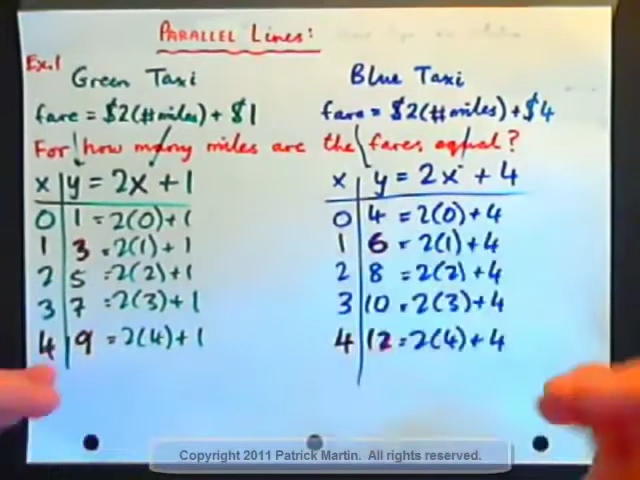 PARALLEL Lines:
Ex.1
Green Taxi
fare = $2(# miles) + $1
Blue Taxi
fare = $2(# miles) + $4
For how many miles are the fares equal?
x y = 2x + 1
0 1 = 2(0) + 1
1 3 = 2(1) + 1
2 5 = 2(2) + 1
3 7 = 2(3) + 1
4 9 = 2(4) + 1
x y = 2x + 4
0 4 = 2(0) + 4
1 6 = 2(1) + 4
2 8 = 2(2) + 4
3 10 = 2(3) + 4
4 12 = 2(4) + 4
Copyright 2011 Patrick Martin. All rights reserved.